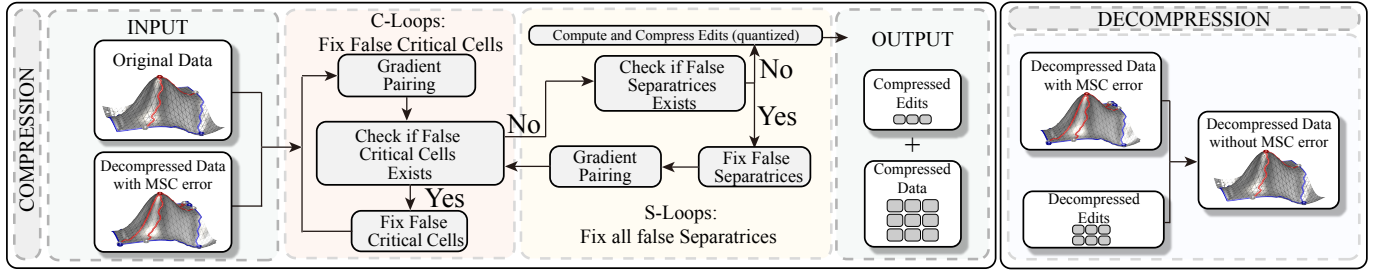 COMPRESSION
INPUT
Original Data
Decompressed Data
with MSC error
C-Loops:
Fix False Critical Cells
Gradient
Pairing
Check if False
Critical Cells
Exists
Yes
Fix False
Critical Cells
No
Compute and Compress Edits (quantized)
Check if False
Separatrices
Exists
No
Yes
Gradient
Pairing
Fix False
Separatrices
S-Loops:
Fix all false Separatrices
OUTPUT
Compressed
Edits
+
Compressed
Data
DECOMPRESSION
Decompressed Data
with MSC error
Decompressed
Edits
Decompressed Data
without MSC error